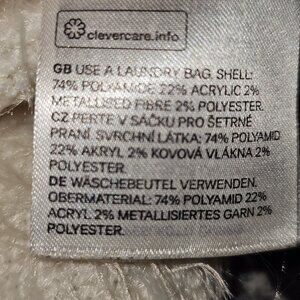 clevercare.info
GB USE A LAUNDRY BAG. SHELL:
74% POLYAMIDE 22% ACRYLIC 2%
METALLISED FIBRE 2% POLYESTER.
CZ PERTE V SÁČKU PRO ŠETRNÉ
PRANÍ. SVRCHNÍ LÁTKA: 74% POLYAMID
22% AKRYL 2% KOVOVÁ VLÁKNA 2%
POLYESTER.
DE WÄSCHEBEUTEL VERWENDEN.
OBERMATERIAL: 74% POLYAMID 22%
ACRYL 2% METALLISIERTES GARN 2%
POLYESTER.